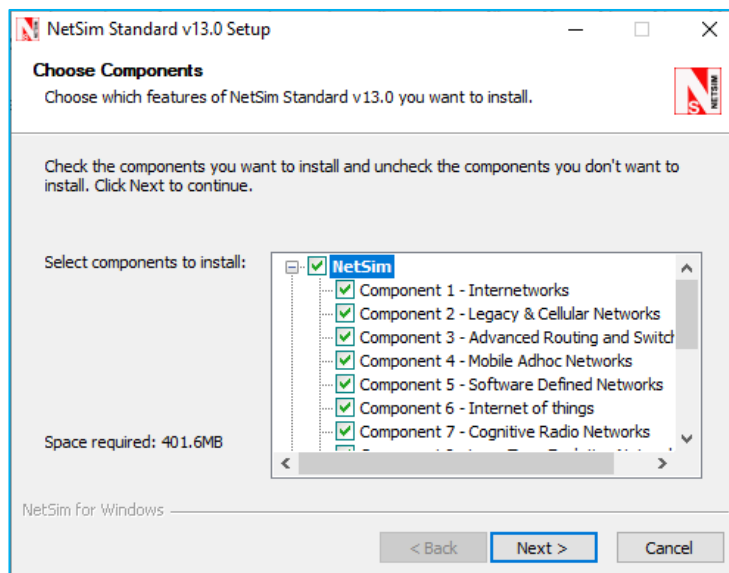 NetSim Standard v13.0 Setup
Choose Components
Choose which features of NetSim Standard v13.0 you want to install.
NETSIM
Check the components you want to install and uncheck the components you don't want to
install. Click Next to continue.
Select components to install:
NetSim
Component 1 - Internetworks
Component 2 - Legacy & Cellular Networks
Component 3 - Advanced Routing and Switch
Component 4 - Mobile Adhoc Networks
Component 5 - Software Defined Networks
Component 6 - Internet of things
Component 7 - Cognitive Radio Networks
Space required: 401.6MB
NetSim for Windows
< Back Next > Cancel